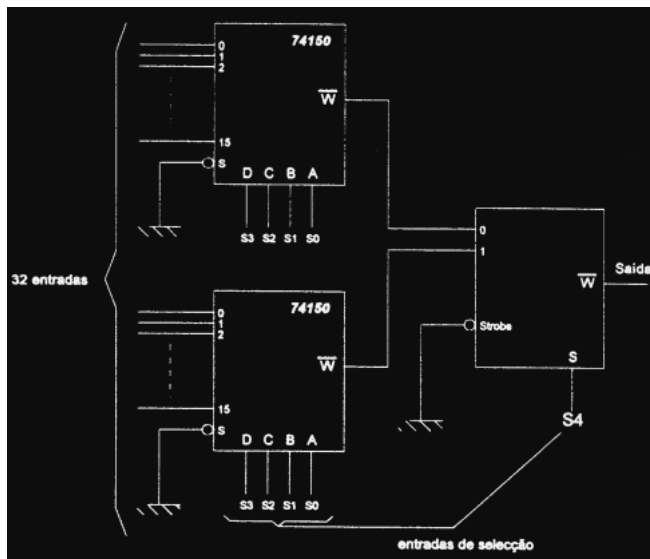 74150
0
1
2
W
15
S
D C B A
S3 S2 S1 S0
0
1
Saída
32 entradas
W
74150
0
1
2
Strobe
W
S
15
S
S4
D C B A
S3 S2 S1 S0
entradas de selecção